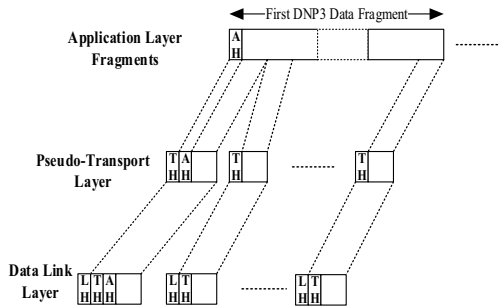 First DNP3 Data Fragment
Application Layer
Fragments
A
H
Pseudo-Transport
Layer
T A
H H
T
H
T
H
Data Link
Layer
L T A
H H H
L T
H H
L T
H H